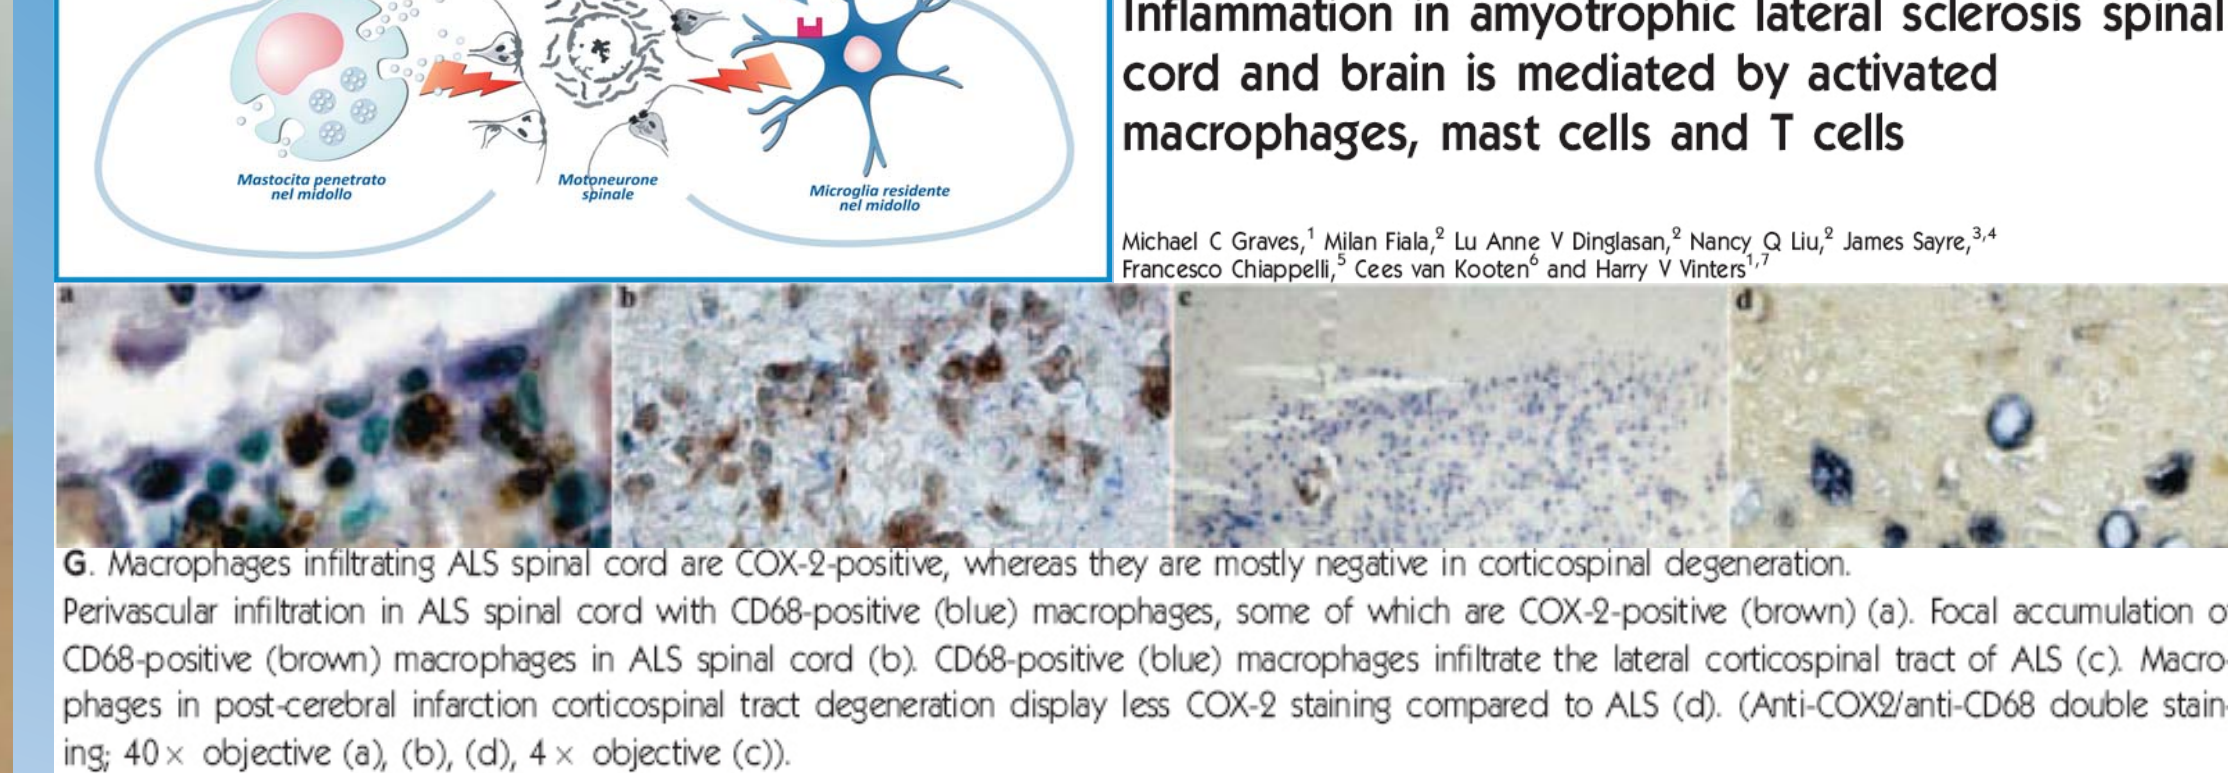 Mastocita penetrato
nel midollo
Motoneurone
spinale
Microglia residente
nel midollo
Inflammation in amyotrophic lateral sclerosis spinal
cord and brain is mediated by activated
macrophages, mast cells and T cells
Michael C Graves,1 Milan Fiala,2 Lu Anne V Dinglasan,2 Nancy Q Liu,2 James Sayre,3,4
Francesco Chiappelli,5 Cees van Kooten6 and Harry V Vinters1,7
a
b
c
d
G. Macrophages infiltrating ALS spinal cord are COX-2-positive, whereas they are mostly negative in corticospinal degeneration.
Perivascular infiltration in ALS spinal cord with CD68-positive (blue) macrophages, some of which are COX-2-positive (brown) (a). Focal accumulation of
CD68-positive (brown) macrophages in ALS spinal cord (b). CD68-positive (blue) macrophages infiltrate the lateral corticospinal tract of ALS (c). Macro-
phages in post-cerebral infarction corticospinal tract degeneration display less COX-2 staining compared to ALS (d). (Anti-COX2/anti-CD68 double stain-
ing; 40× objective (a), (b), (d), 4× objective (c)).